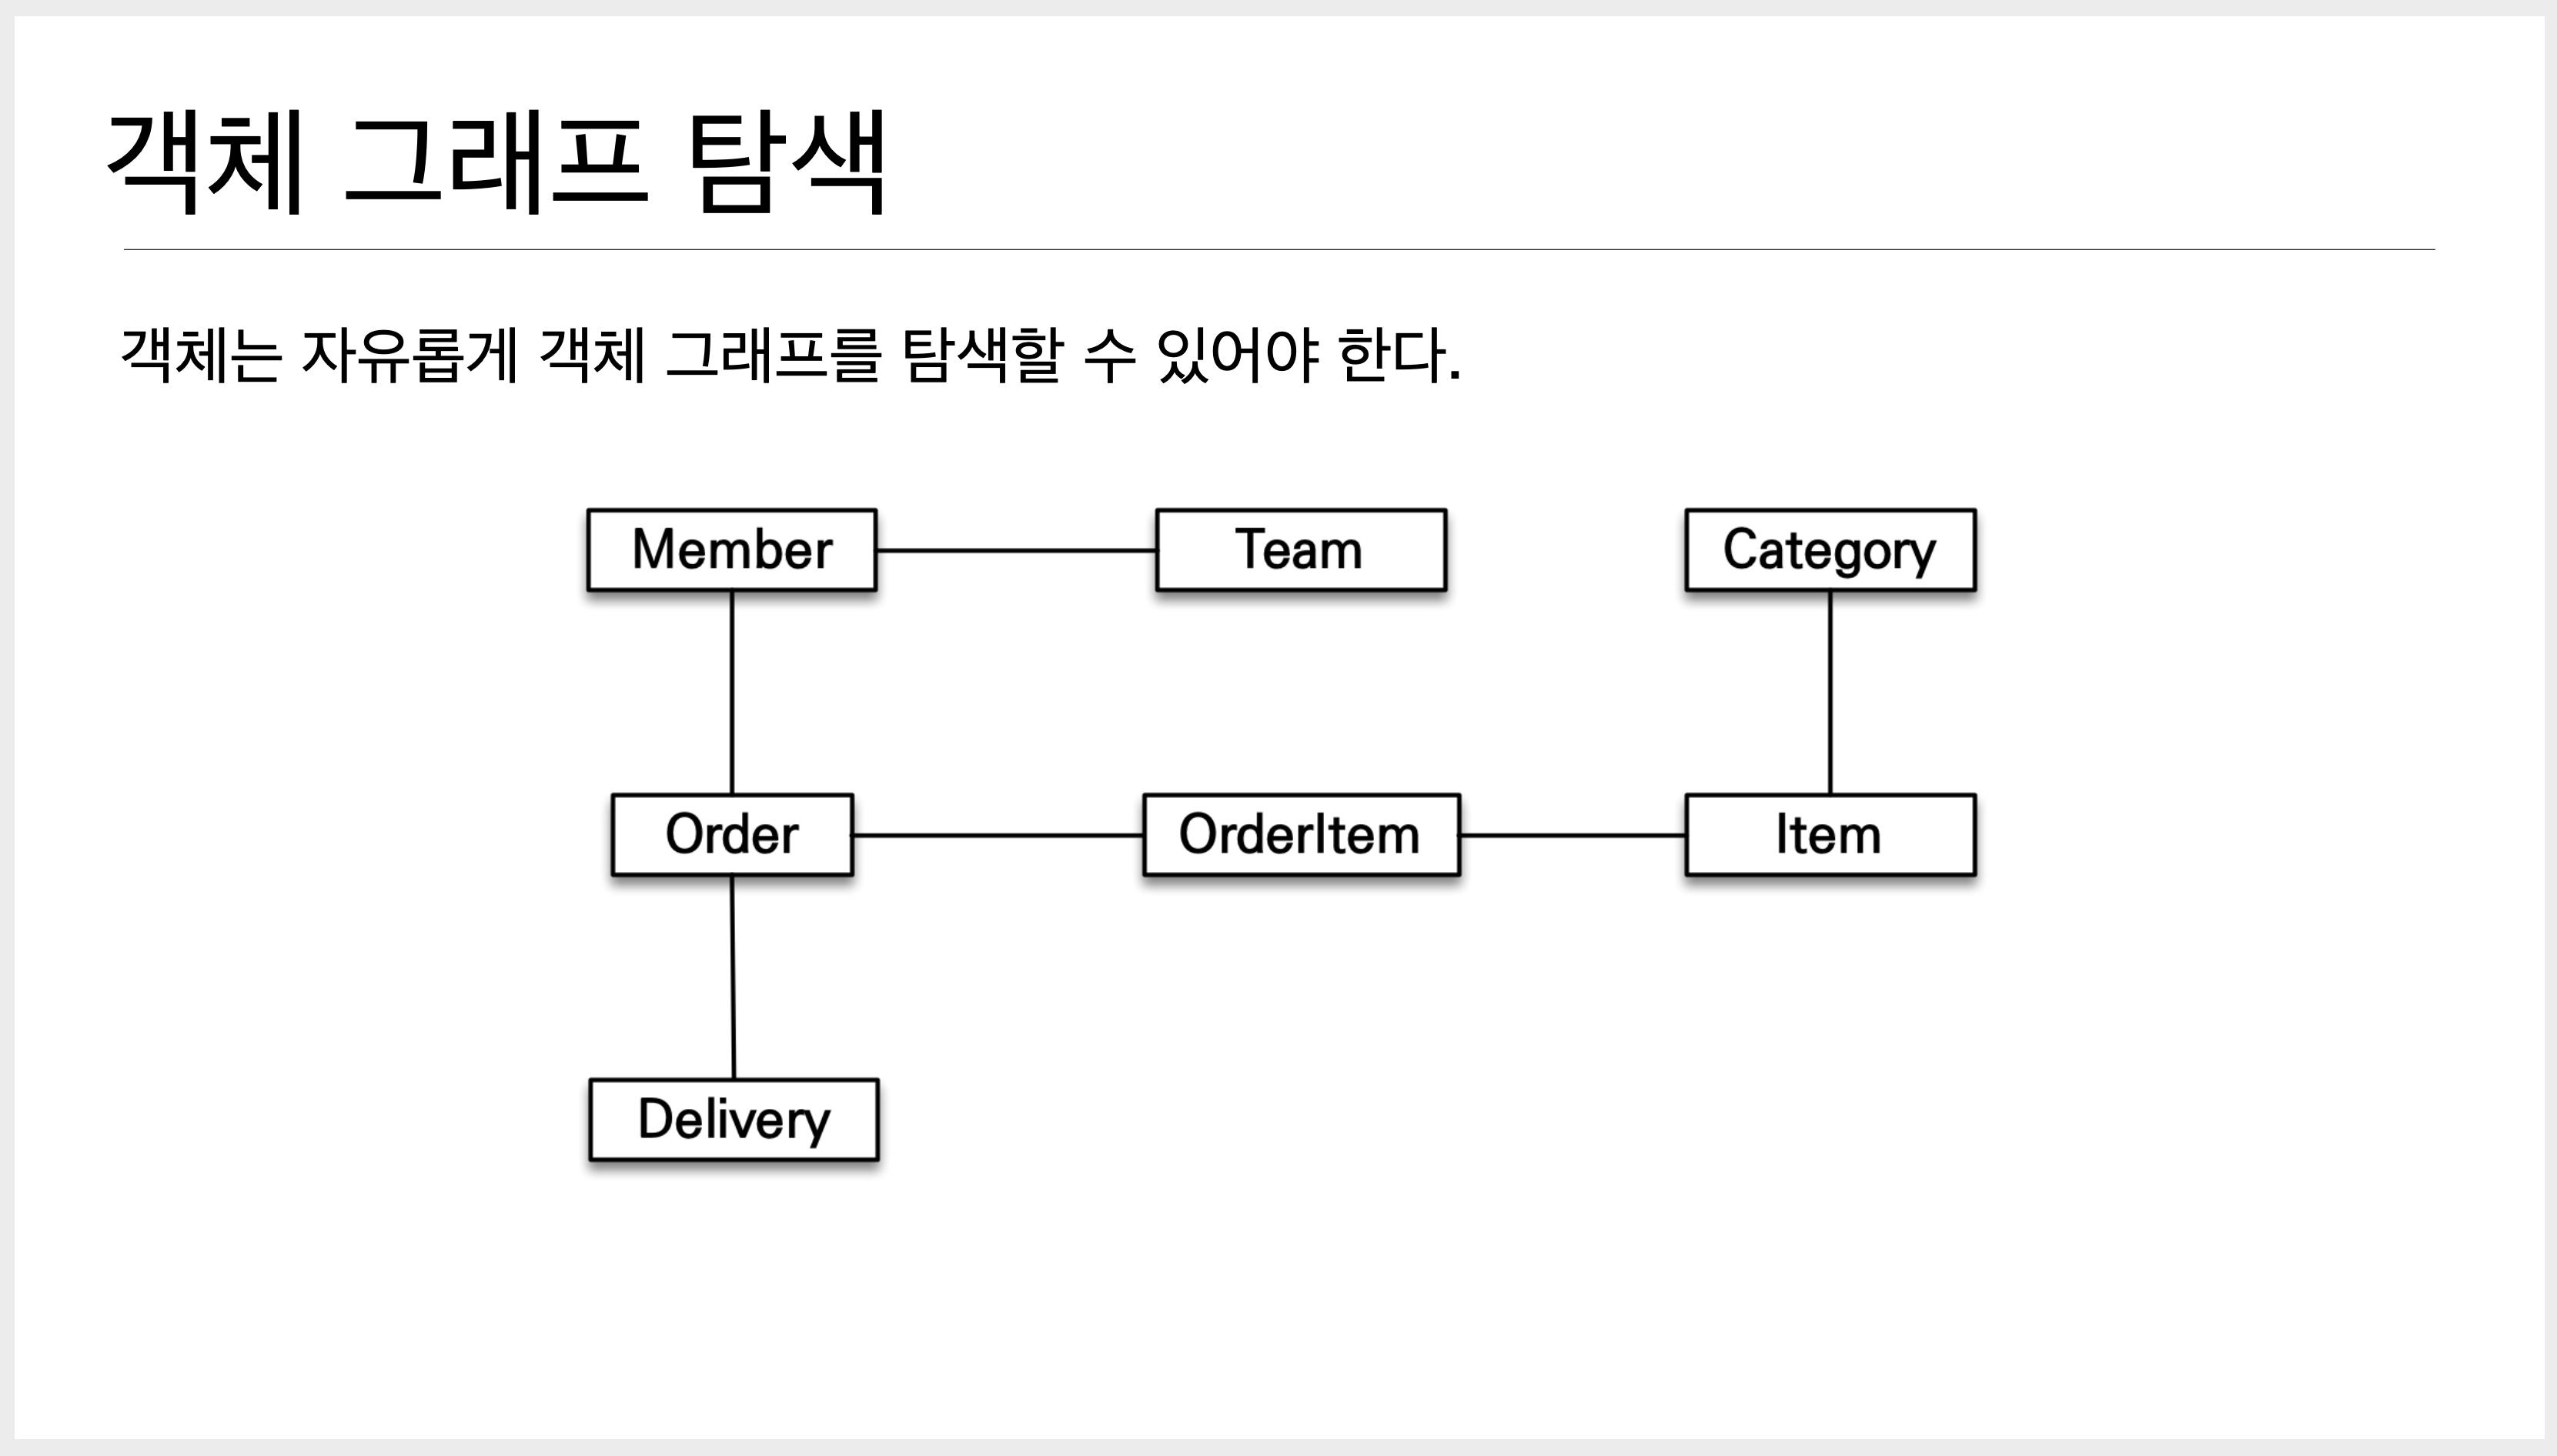 객체 그래프 탐색
객체는 자유롭게 객체 그래프를 탐색할 수 있어야 한다.
Member
Team
Category
Order
OrderItem
Item
Delivery